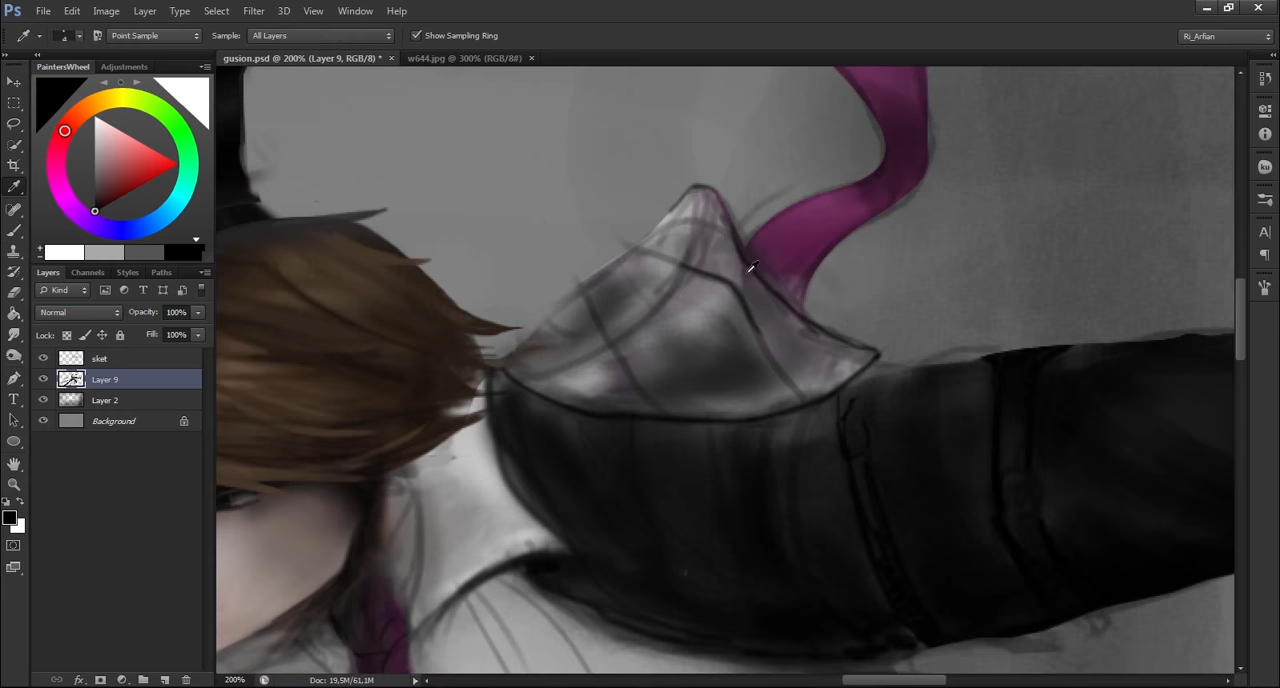 Ps File Edit Image Layer Type Select Filter 3D View Window Help
Point Sample Sample: All Layers Show Sampling Ring Ri_Arfian
gusion.psd @ 200% (Layer 9, RGB/8) * × w644.jpg @ 300% (RGB/8#) ×
PaintersWheel Adjustments
Layers Channels Styles Paths
Kind
Normal Opacity: 100%
Lock: Fill: 100%
sket
Layer 9
Layer 2
Background
fx
200% Doc: 19,5M/61,1M
ku
A
T